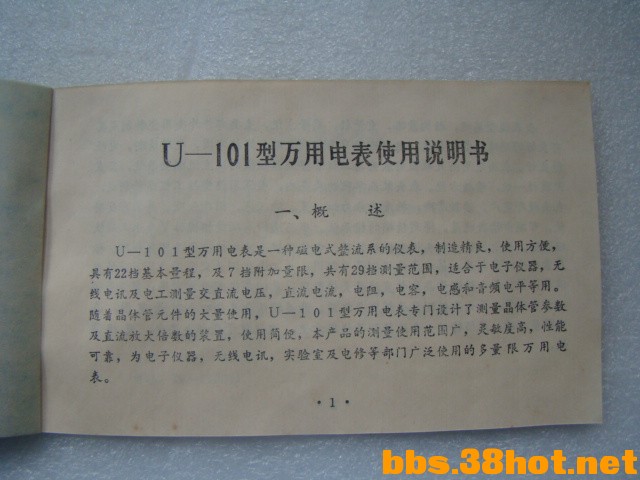 U—101型万用电表使用说明书
一、概 述
U—101型万用电表是一种磁电式整流系的仪表，制造精良，使用方便，
具有22挡基本量程，及7挡附加量限，共有29挡测量范围，适合于电子仪器，无
线电讯及电工测量交直流电压，直流电流，电阻，电容，电感和音频电平等用。
随着晶体管元件的大量使用，U—101型万用电表专门设计了测量晶体管参数
及直流放大倍数的装置，使用简便，本产品的测量使用范围广，灵敏度高，性能
可靠，为电子仪器，无线电讯，实验室及电修等部门广泛使用的多量限万用电
表。
·1·
bbs.38hot.net